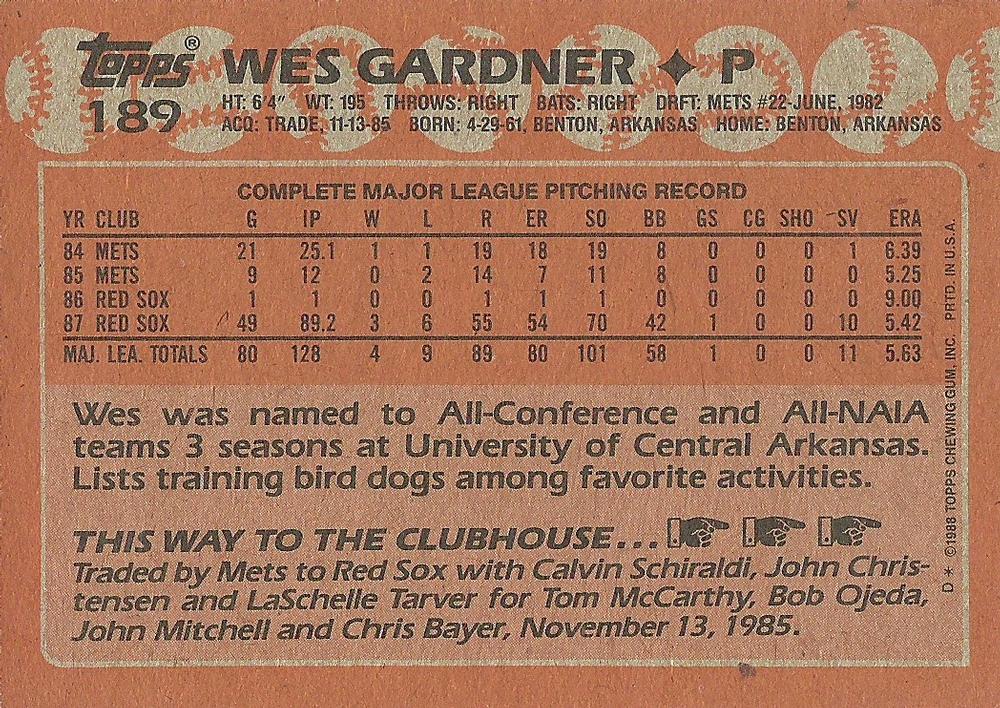 Topps® WES GARDNER ✦ P
189 HT: 6'4" WT: 195 THROWS: RIGHT BATS: RIGHT DRFT: METS #22-JUNE, 1982
ACQ: TRADE, 11-13-85 BORN: 4-29-61, BENTON, ARKANSAS HOME: BENTON, ARKANSAS
COMPLETE MAJOR LEAGUE PITCHING RECORD
YR CLUB G IP W L R ER SO BB GS CG SHO SV ERA
84 METS 21 25.1 1 1 19 18 19 8 0 0 0 1 6.39
85 METS 9 12 0 2 14 7 11 8 0 0 0 0 5.25
86 RED SOX 1 1 0 0 1 1 1 0 0 0 0 0 9.00
87 RED SOX 49 89.2 3 6 55 54 70 42 1 0 0 10 5.42
MAJ. LEA. TOTALS 80 128 4 9 89 80 101 58 1 0 0 11 5.63
Wes was named to All-Conference and All-NAIA
teams 3 seasons at University of Central Arkansas.
Lists training bird dogs among favorite activities.
THIS WAY TO THE CLUBHOUSE...
Traded by Mets to Red Sox with Calvin Schiraldi, John Chris-
tensen and LaSchelle Tarver for Tom McCarthy, Bob Ojeda,
John Mitchell and Chris Bayer, November 13, 1985.
D* ©1988 TOPPS CHEWING GUM, INC. PRTD. IN U.S.A.